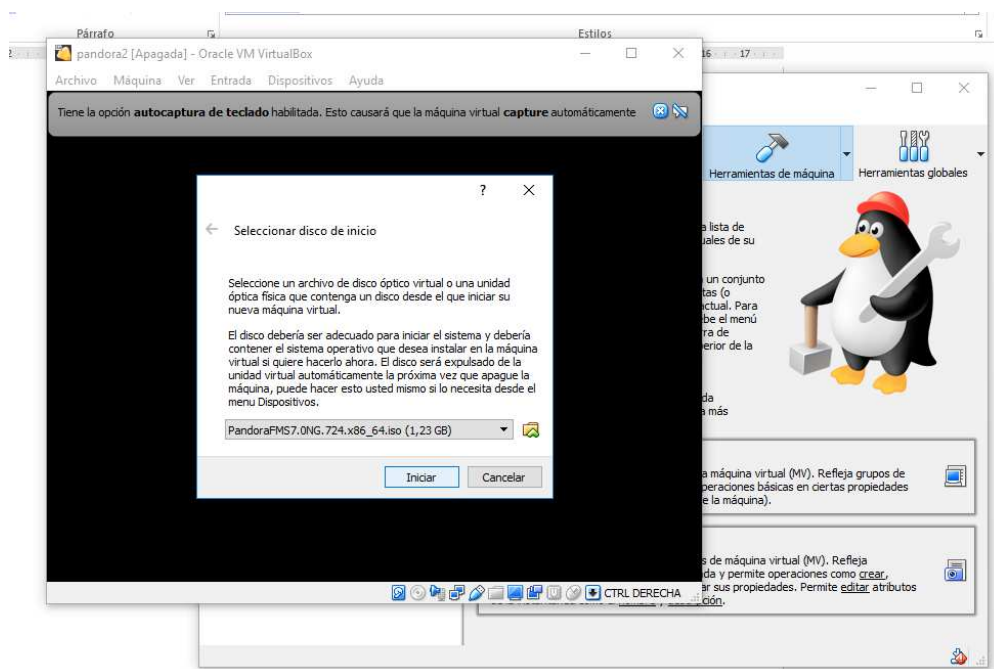 Párrafo
Estilos
16 17
pandora2 [Apagada] - Oracle VM VirtualBox
Archivo Máquina Ver Entrada Dispositivos Ayuda
Tiene la opción autocaptura de teclado habilitada. Esto causará que la máquina virtual capture automáticamente
?
Seleccionar disco de inicio
Seleccione un archivo de disco óptico virtual o una unidad
óptica física que contenga un disco desde el que iniciar su
nueva máquina virtual.
El disco debería ser adecuado para iniciar el sistema y debería
contener el sistema operativo que desea instalar en la máquina
virtual si quiere hacerlo ahora. El disco será expulsado de la
unidad virtual automáticamente la próxima vez que apague la
máquina, puede hacer esto usted mismo si lo necesita desde el
menu Dispositivos.
PandoraFMS7.0NG.724.x86_64.iso (1,23 GB)
Iniciar Cancelar
CTRL DERECHA
Herramientas de máquina Herramientas globales
a lista de
uales de su
un conjunto
tas (o
actual. Para
be el menú
ra de
perior de la
da
a más
a máquina virtual (MV). Refleja grupos de
operaciones básicas en ciertas propiedades
e la máquina).
s de máquina virtual (MV). Refleja
da y permite operaciones como crear,
ar sus propiedades. Permite editar atributos